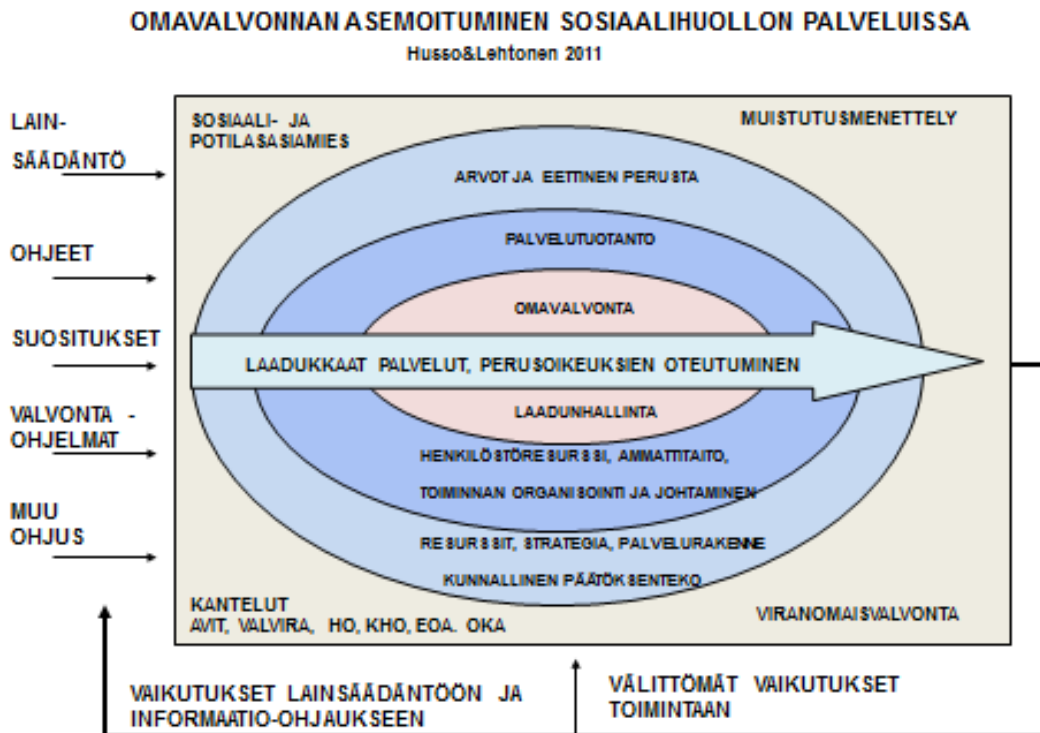 OMAVALVONNAN ASEMOITUMINEN SOSIAALIHUOLLON PALVELUISSA
Husso&Lehtonen 2011
LAIN-
SÄÄDÄNTÖ
OHJEET
SUOSITUKSET
VALVONTA -
OHJELMAT
MUU
OHJUS
SOSIAALI- JA
POTILASASIAMIES
MUISTUTUSMENETTELY
ARVOT JA EETTINEN PERUSTA
PALVELUTUOTANTO
OMAVALVONTA
LAADUKKAAT PALVELUT, PERUSOIKEUKSIEN OTEUTUMINEN
LAADUNHALLINTA
HENKILÖSTÖRESURSSI, AMMATTITAITO,
TOIMINNAN ORGANISOINTI JA JOHTAMINEN
RESURSSIT, STRATEGIA, PALVELURAKENNE
KUNNALLINEN PÄÄTÖKSENTEKO
KANTELUT
AVIT, VALVIRA, HO, KHO, EOA. OKA
VIRANOMAISVALVONTA
VAIKUTUKSET LAINSÄÄDÄNTÖÖN JA
INFORMAATIO-OHJAUKSEEN
VÄLITTÖMÄT VAIKUTUKSET
TOIMINTAAN